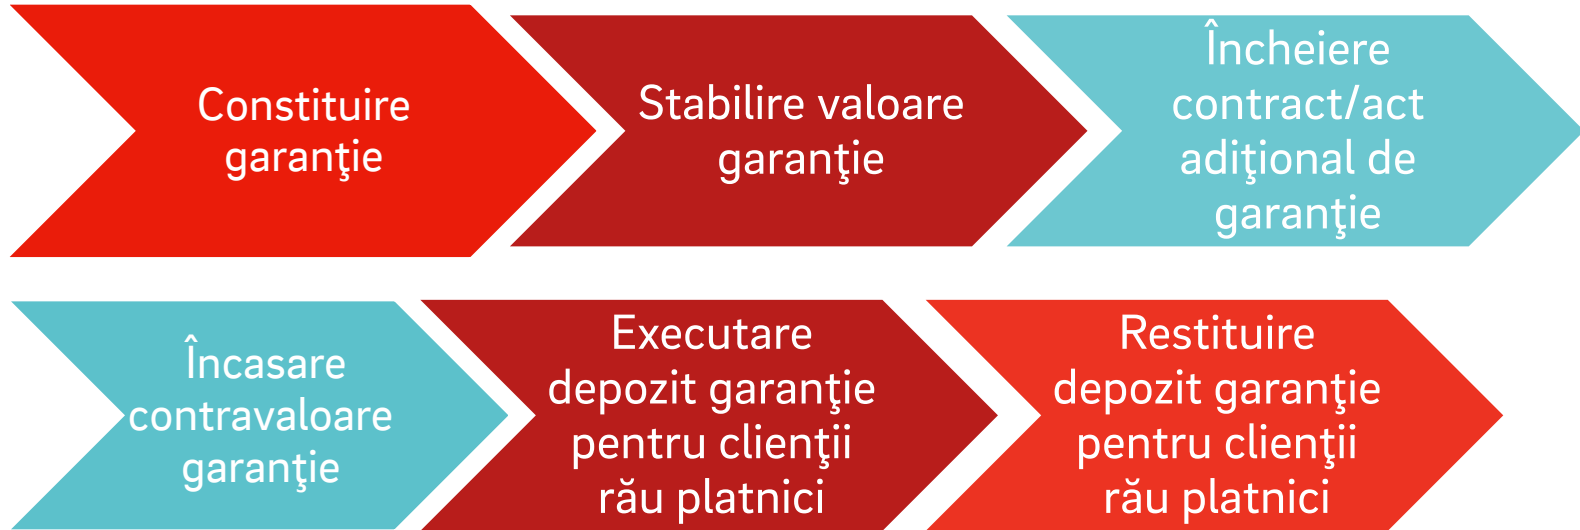 Constituire
garanţie
Stabilire valoare
garanţie
Încheiere
contract/act
adiţional de
garanţie
Încasare
contravaloare
garanţie
Executare
depozit garanţie
pentru clienţii
rău platnici
Restituire
depozit garanţie
pentru clienţii
rău platnici